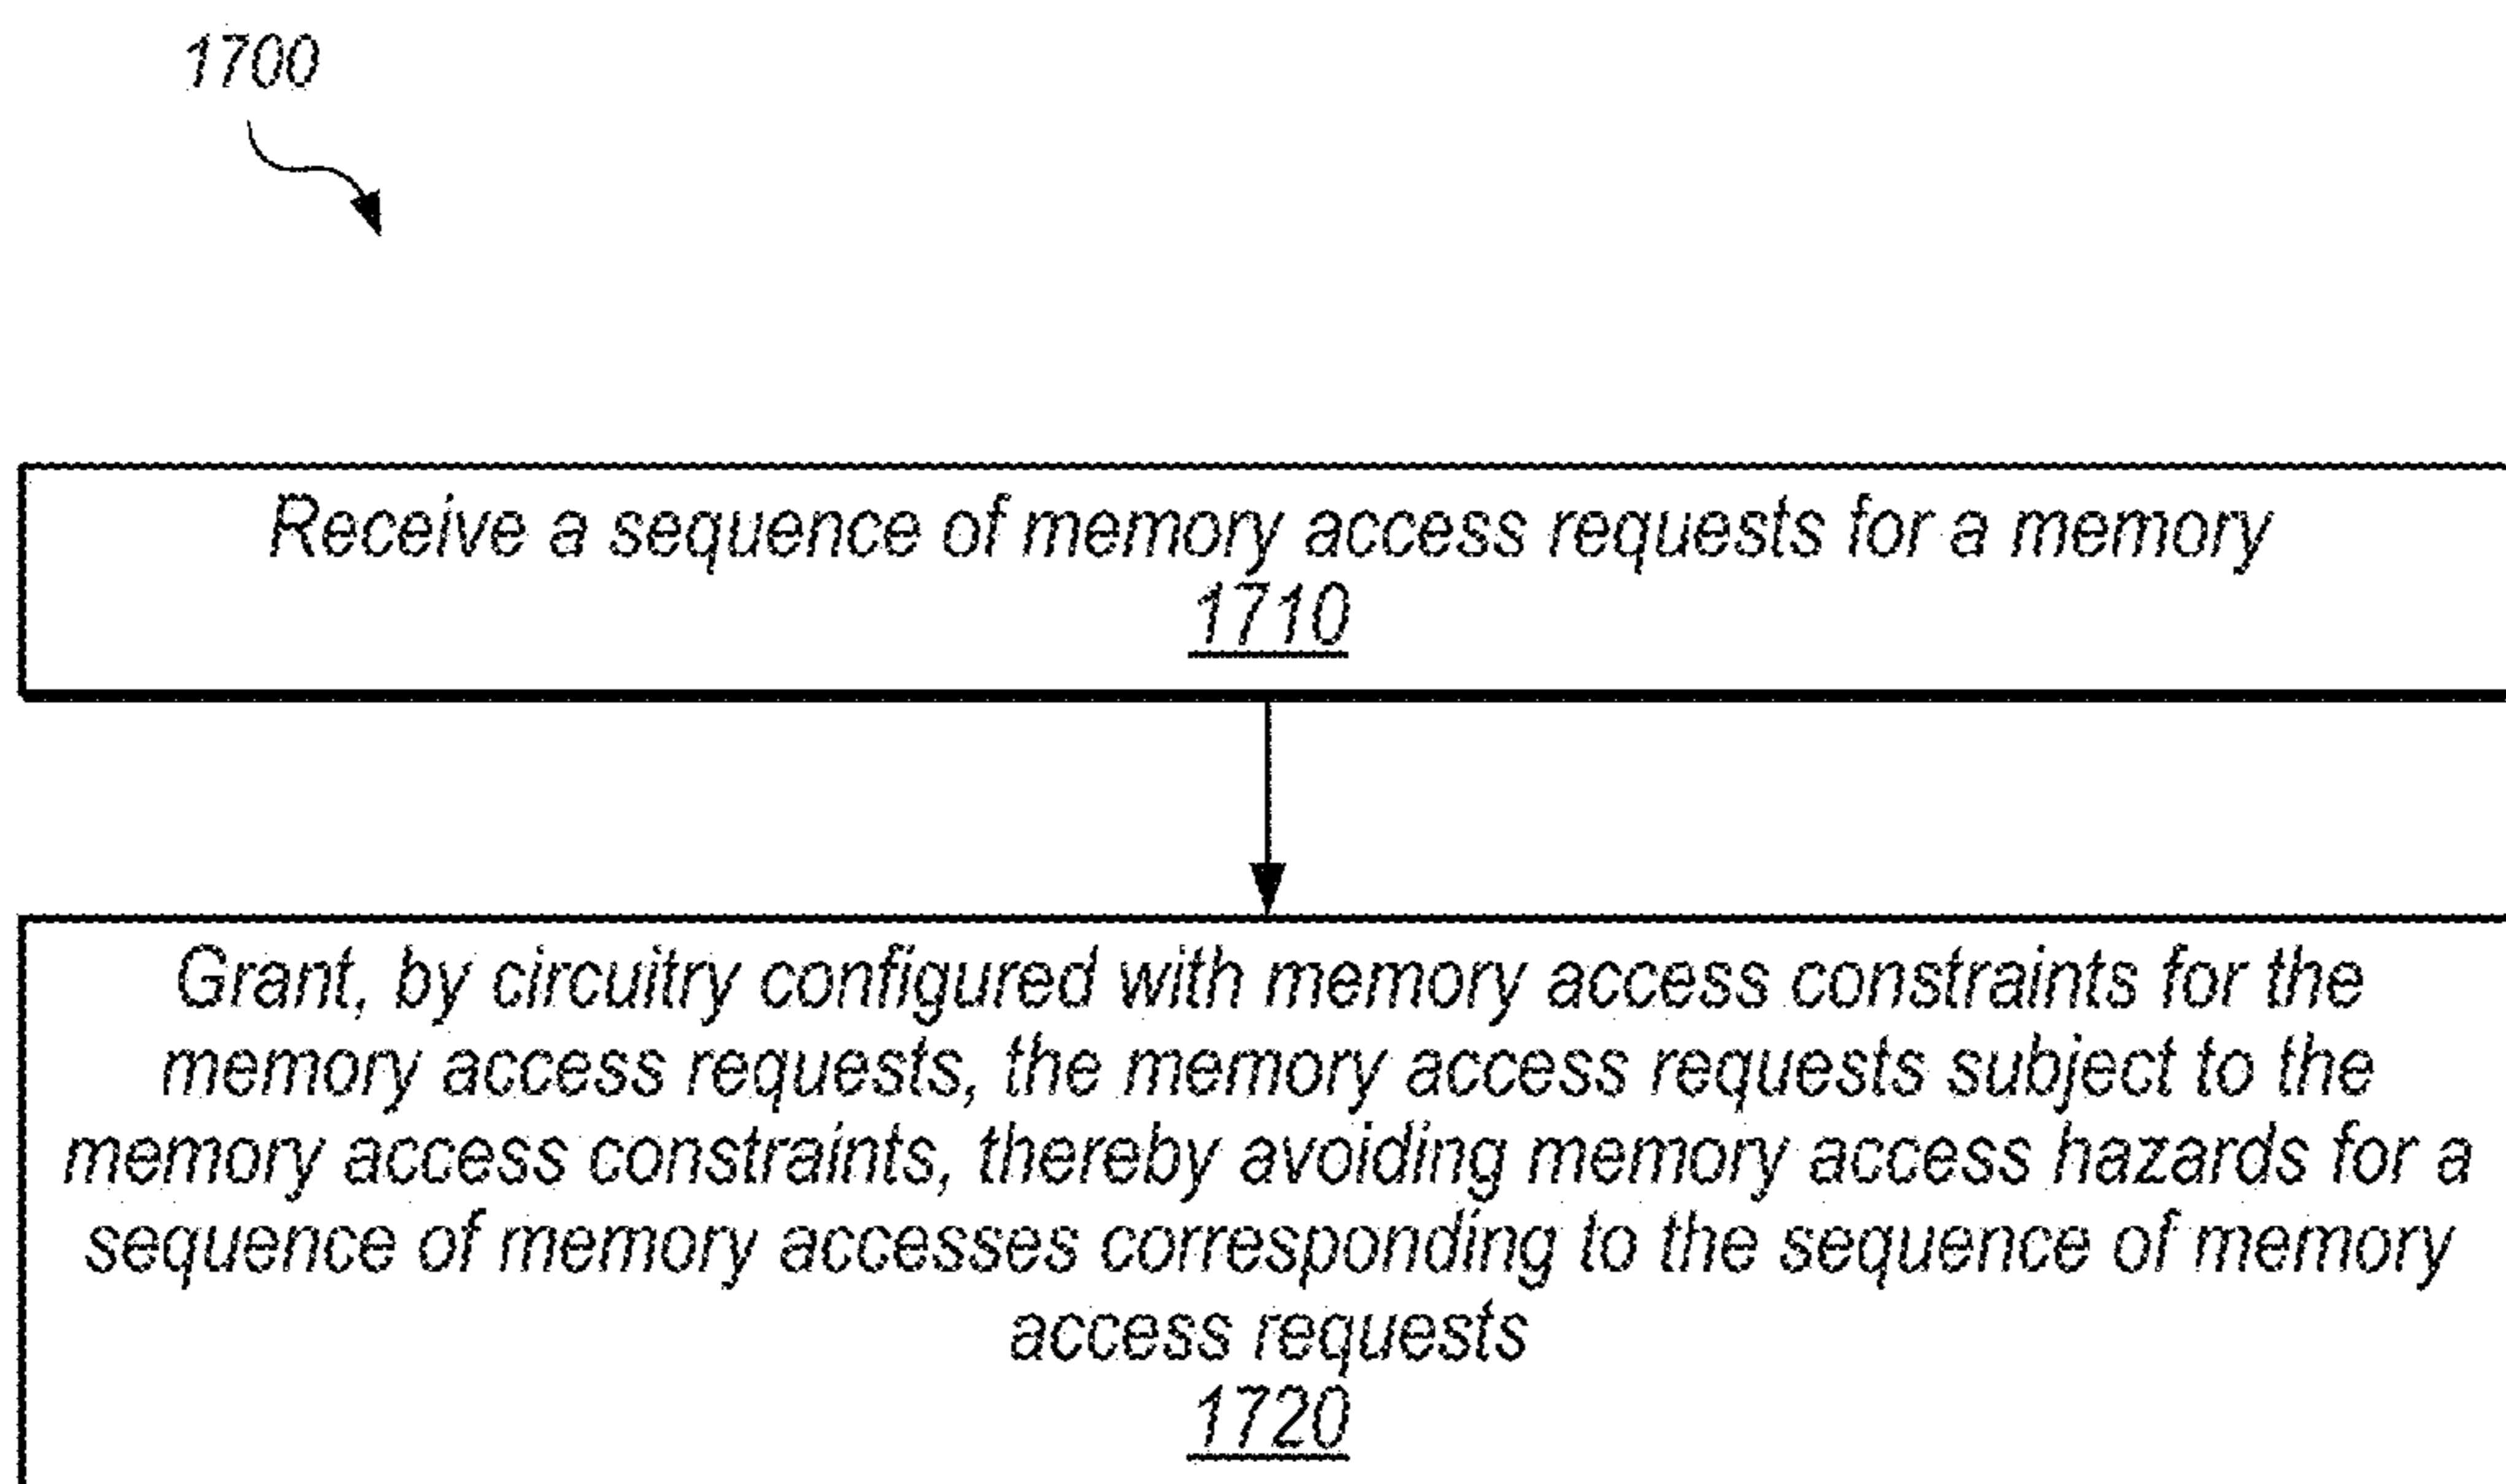 1700
Receive a sequence of memory access requests for a memory
1710
Grant, by circuitry configured with memory access constraints for the
memory access requests, the memory access requests subject to the
memory access constraints, thereby avoiding memory access hazards for a
sequence of memory accesses corresponding to the sequence of memory
access requests
1720